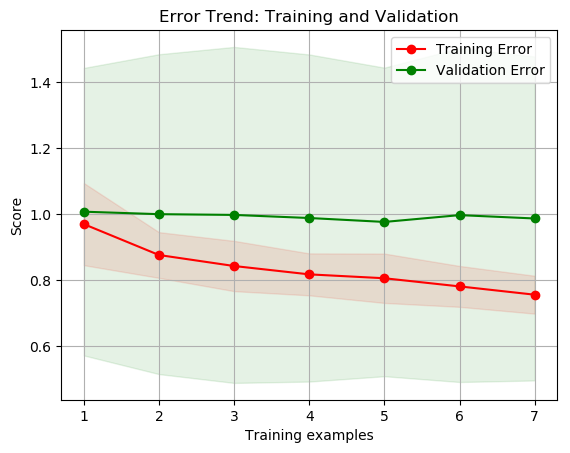 Error Trend: Training and Validation
Training Error
Validation Error
Score
1.4
1.2
1.0
0.8
0.6
1 2 3 4 5 6 7
Training examples